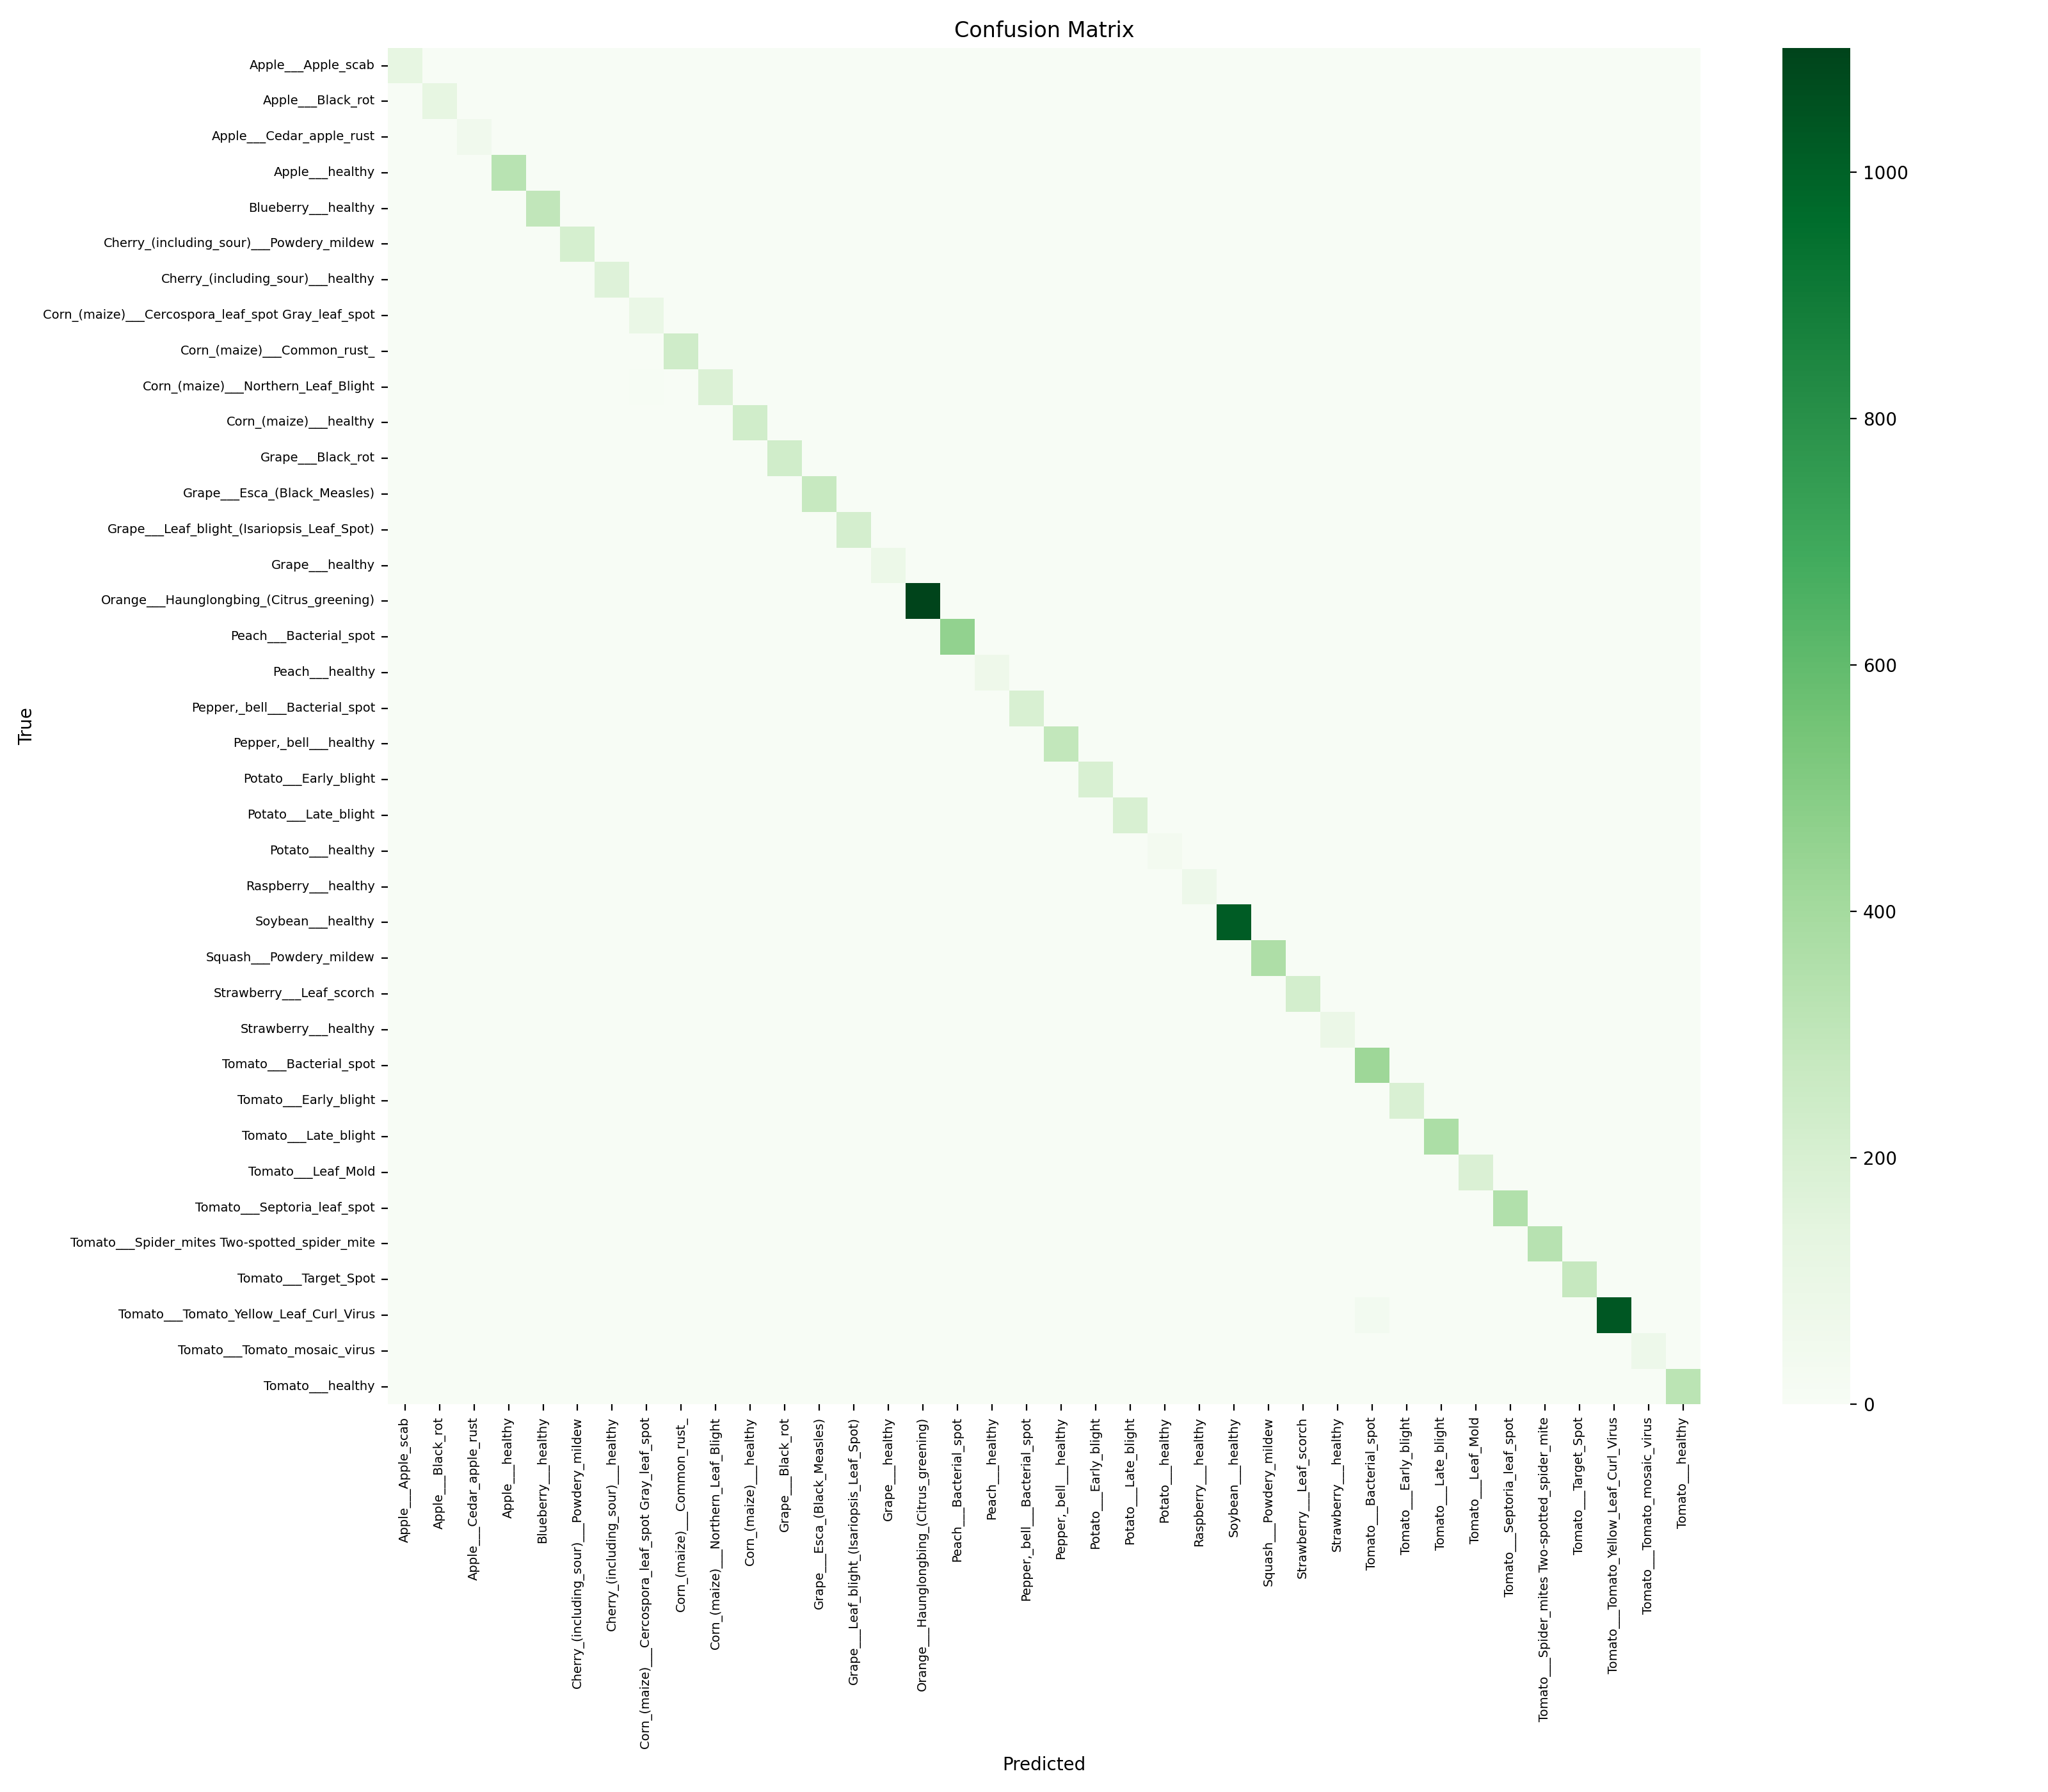 Confusion Matrix
True
Apple___Apple_scab
Apple___Black_rot
Apple___Cedar_apple_rust
Apple___healthy
Blueberry___healthy
Cherry_(including_sour)___Powdery_mildew
Cherry_(including_sour)___healthy
Corn_(maize)___Cercospora_leaf_spot Gray_leaf_spot
Corn_(maize)___Common_rust_
Corn_(maize)___Northern_Leaf_Blight
Corn_(maize)___healthy
Grape___Black_rot
Grape___Esca_(Black_Measles)
Grape___Leaf_blight_(Isariopsis_Leaf_Spot)
Grape___healthy
Orange___Haunglongbing_(Citrus_greening)
Peach___Bacterial_spot
Peach___healthy
Pepper,_bell___Bacterial_spot
Pepper,_bell___healthy
Potato___Early_blight
Potato___Late_blight
Potato___healthy
Raspberry___healthy
Soybean___healthy
Squash___Powdery_mildew
Strawberry___Leaf_scorch
Strawberry___healthy
Tomato___Bacterial_spot
Tomato___Early_blight
Tomato___Late_blight
Tomato___Leaf_Mold
Tomato___Septoria_leaf_spot
Tomato___Spider_mites Two-spotted_spider_mite
Tomato___Target_Spot
Tomato___Tomato_Yellow_Leaf_Curl_Virus
Tomato___Tomato_mosaic_virus
Tomato___healthy
Apple___Apple_scab
Apple___Black_rot
Apple___Cedar_apple_rust
Apple___healthy
Blueberry___healthy
Cherry_(including_sour)___Powdery_mildew
Cherry_(including_sour)___healthy
Corn_(maize)___Cercospora_leaf_spot Gray_leaf_spot
Corn_(maize)___Common_rust_
Corn_(maize)___Northern_Leaf_Blight
Corn_(maize)___healthy
Grape___Black_rot
Grape___Esca_(Black_Measles)
Grape___Leaf_blight_(Isariopsis_Leaf_Spot)
Grape___healthy
Orange___Haunglongbing_(Citrus_greening)
Peach___Bacterial_spot
Peach___healthy
Pepper,_bell___Bacterial_spot
Pepper,_bell___healthy
Potato___Early_blight
Potato___Late_blight
Potato___healthy
Raspberry___healthy
Soybean___healthy
Squash___Powdery_mildew
Strawberry___Leaf_scorch
Strawberry___healthy
Tomato___Bacterial_spot
Tomato___Early_blight
Tomato___Late_blight
Tomato___Leaf_Mold
Tomato___Septoria_leaf_spot
Tomato___Spider_mites Two-spotted_spider_mite
Tomato___Target_Spot
Tomato___Tomato_Yellow_Leaf_Curl_Virus
Tomato___Tomato_mosaic_virus
Tomato___healthy
Predicted
1000
800
600
400
200
0